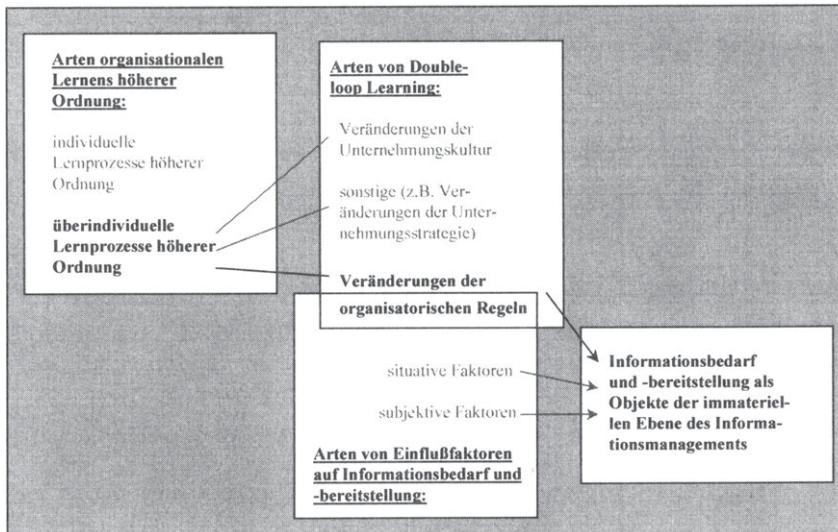 Arten organisationalen
Lernens höherer
Ordnung:
individuelle
Lernprozesse höherer
Ordnung
überindividuelle
Lernprozesse höherer
Ordnung
Arten von Double-
loop Learning:
Veränderungen der
Unternehmungskultur
sonstige (z.B. Ver-
änderungen der Unter-
nehmungsstrategie)
Veränderungen der
organisatorischen Regeln
situative Faktoren
subjektive Faktoren
Arten von Einflußfaktoren
auf Informationsbedarf und
-bereitstellung:
Informationsbedarf
und -bereitstellung als
Objekte der immateriel-
len Ebene des Informa-
tionsmanagements